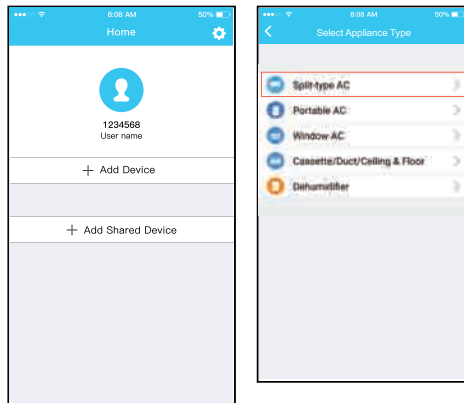 8:08 AM
50%
Home
1234568
User name
+ Add Device
+ Add Shared Device
8:08 AM
50%
Select Appliance Type
Split-type AC
Portable AC
Window AC
Cassette/Duct/Ceiling & Floor
Dehumidifier